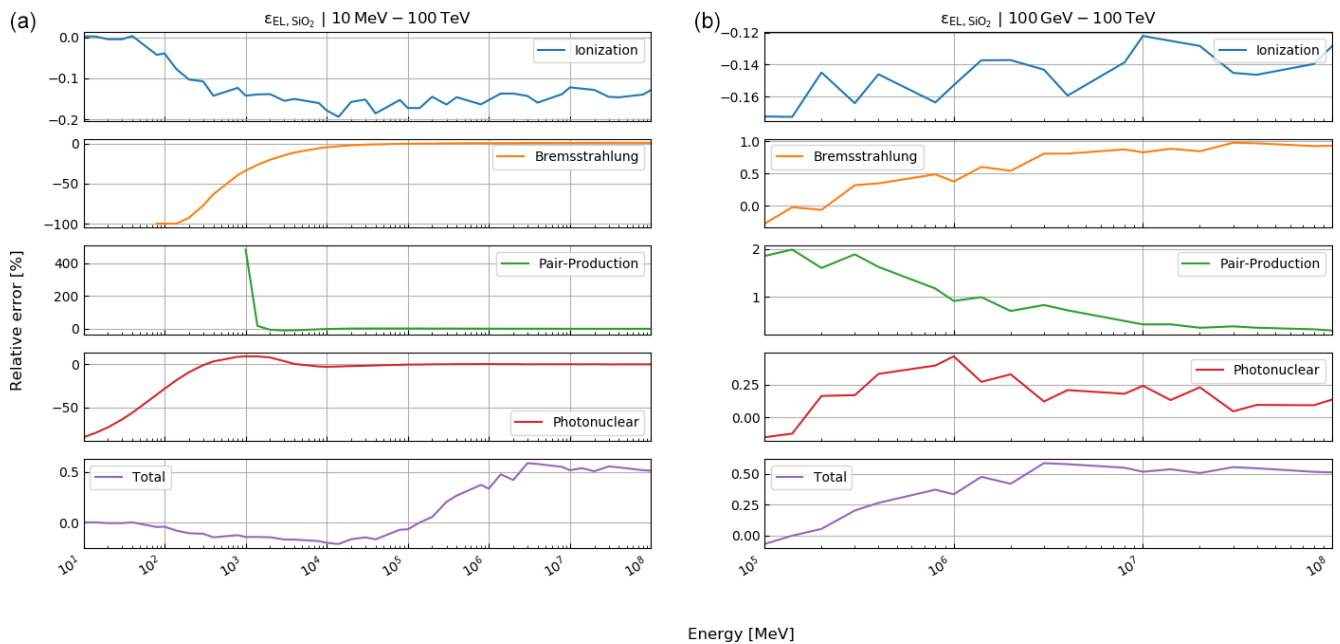 (a)
ε_EL, SiO₂ | 10 MeV − 100 TeV
0.0
−0.1
−0.2
Ionization
0
−50
−100
Bremsstrahlung
400
200
0
Pair-Production
0
−50
Photonuclear
0.5
0.0
Total
10¹
10²
10³
10⁴
10⁵
10⁶
10⁷
10⁸
(b)
ε_EL, SiO₂ | 100 GeV − 100 TeV
−0.12
−0.14
−0.16
Ionization
1.0
0.5
0.0
Bremsstrahlung
2
1
Pair-Production
0.25
0.00
Photonuclear
0.50
0.25
0.00
Total
10⁵
10⁶
10⁷
10⁸
Relative error [%]
Energy [MeV]